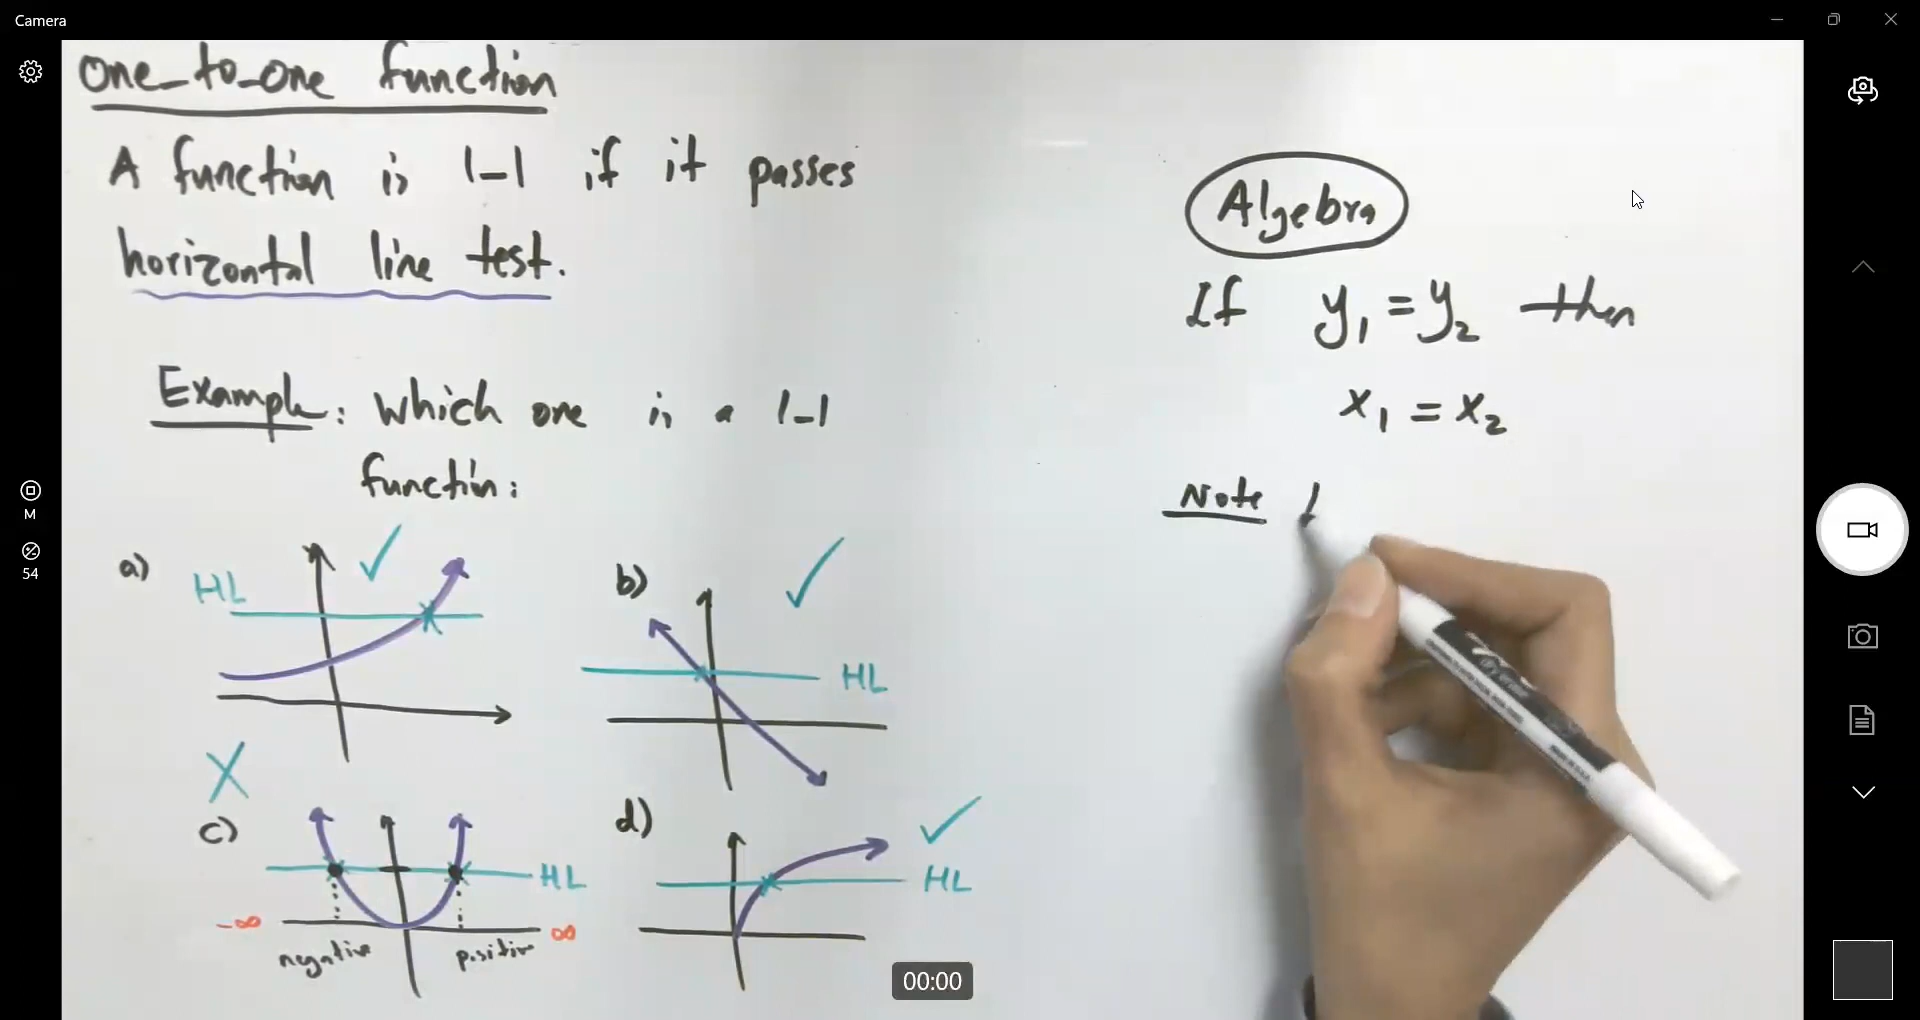 Camera
One-to-one function
A function is 1-1 if it passes
horizontal line test.
Example: Which one is a 1-1
function:
a)
HL
b)
HL
c)
HL
-∞
∞
negative
positive
d)
HL
Algebra
If y₁ = y₂ then
x₁ = x₂
Note
M
54
00:00